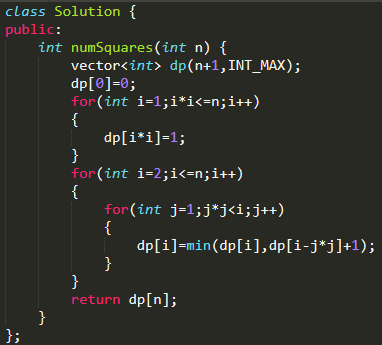 class Solution {
public:
    int numSquares(int n) {
        vector<int> dp(n+1,INT_MAX);
        dp[0]=0;
        for(int i=1;i*i<=n;i++)
        {
            dp[i*i]=1;
        }
        for(int i=2;i<=n;i++)
        {
            for(int j=1;j*j<i;j++)
            {
                dp[i]=min(dp[i],dp[i-j*j]+1);
            }
        }
        return dp[n];
    }
};